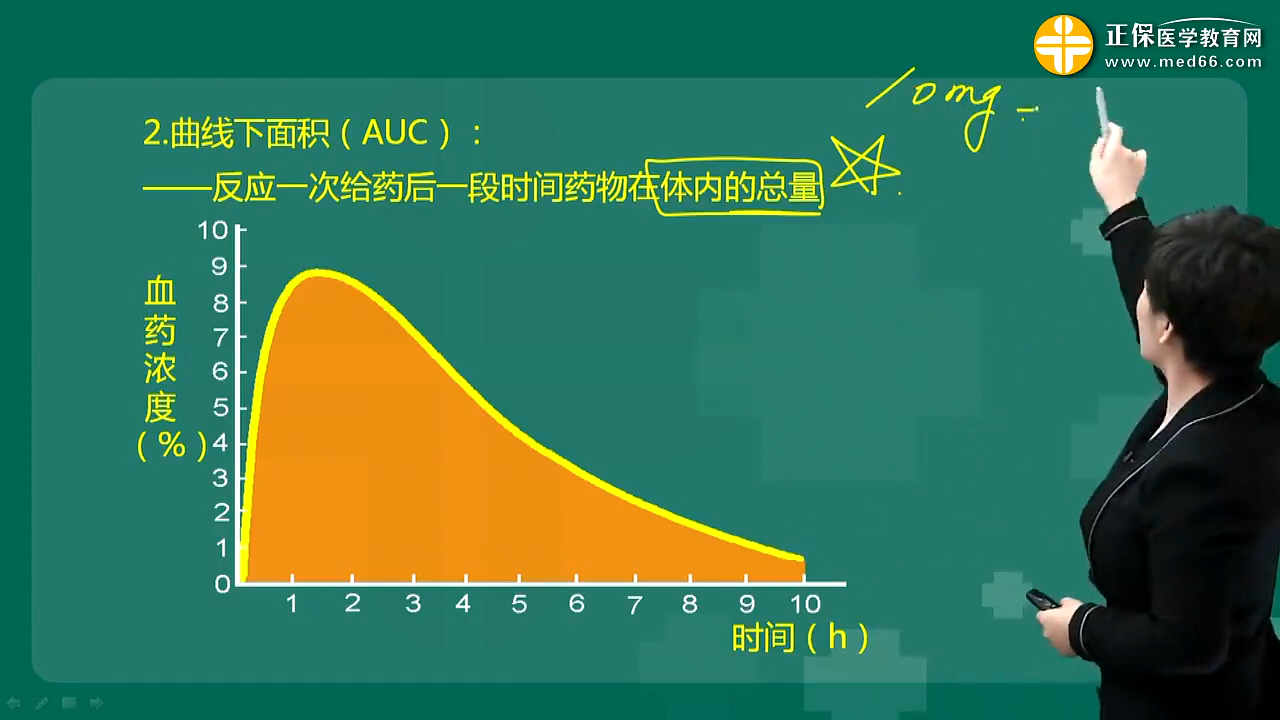 正保医学教育网
www.med66.com
10mg -
2.曲线下面积（AUC）：
——反应一次给药后一段时间药物在体内的总量
血药浓度（%）
10
9
8
7
6
5
4
3
2
1
0
1 2 3 4 5 6 7 8 9 10
时间（h）